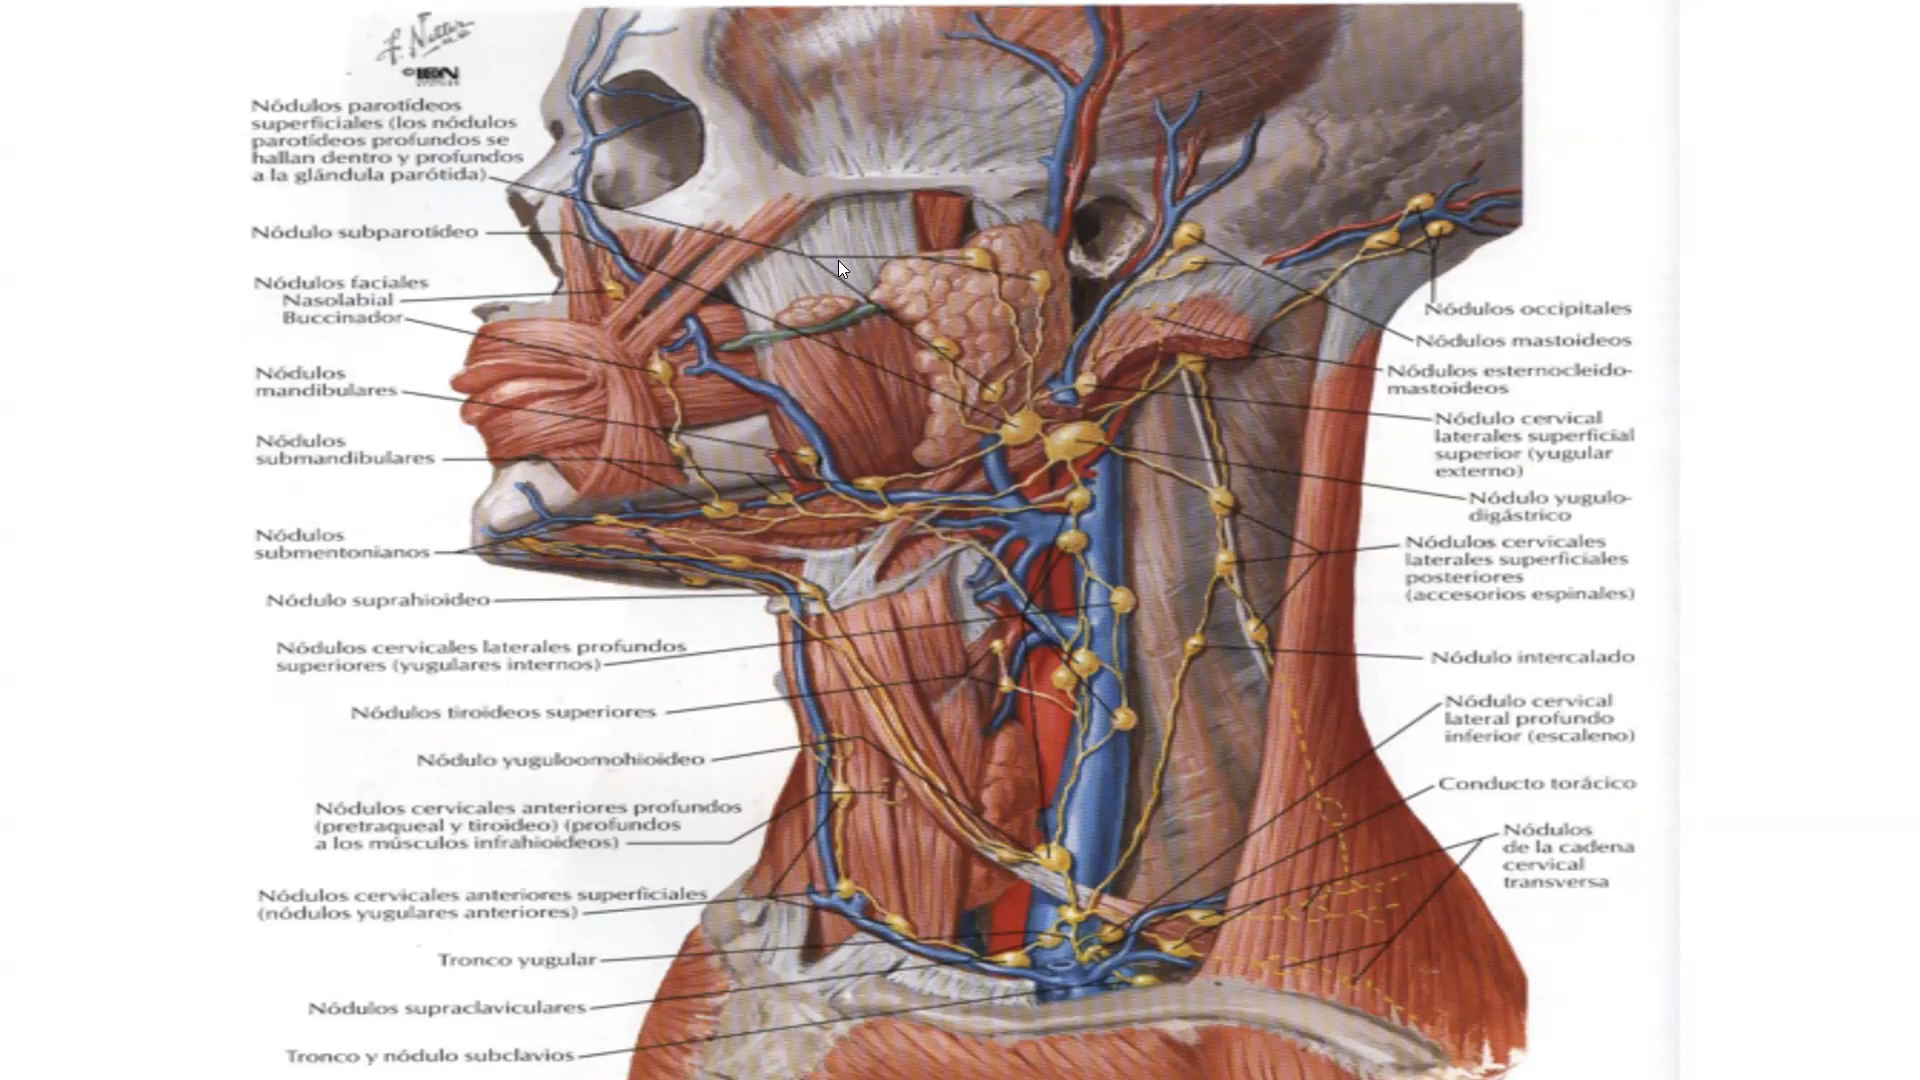 F. Netter
©ICON
Nódulos parotídeos
superficiales (los nódulos
parotídeos profundos se
hallan dentro y profundos
a la glándula parótida)
Nódulo subparotídeo
Nódulos faciales
Nasolabial
Buccinador
Nódulos
mandibulares
Nódulos
submandibulares
Nódulos
submentonianos
Nódulo suprahioideo
Nódulos cervicales laterales profundos
superiores (yugulares internos)
Nódulos tiroideos superiores
Nódulo yuguloomohioideo
Nódulos cervicales anteriores profundos
(pretraqueal y tiroideo) (profundos
a los músculos infrahioideos)
Nódulos cervicales anteriores superficiales
(nódulos yugulares anteriores)
Tronco yugular
Nódulos supraclaviculares
Tronco y nódulo subclavios
Nódulos occipitales
Nódulos mastoideos
Nódulos esternocleido-
mastoideos
Nódulo cervical
laterales superficial
superior (yugular
externo)
Nódulo yugulo-
digástrico
Nódulos cervicales
laterales superficiales
posteriores
(accesorios espinales)
Nódulo intercalado
Nódulo cervical
lateral profundo
inferior (escaleno)
Conducto torácico
Nódulos
de la cadena
cervical
transversa